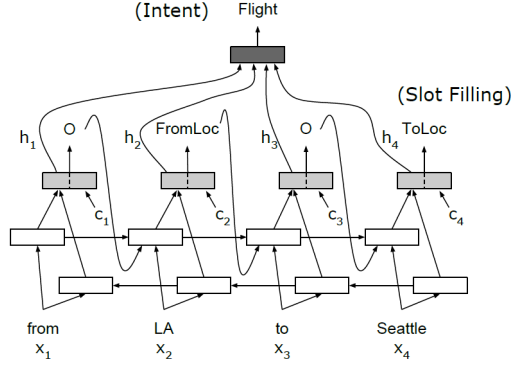 (Intent) Flight
(Slot Filling)
h1 O h2 FromLoc h3 O h4 ToLoc
c1 c2 c3 c4
from LA to Seattle
x1 x2 x3 x4